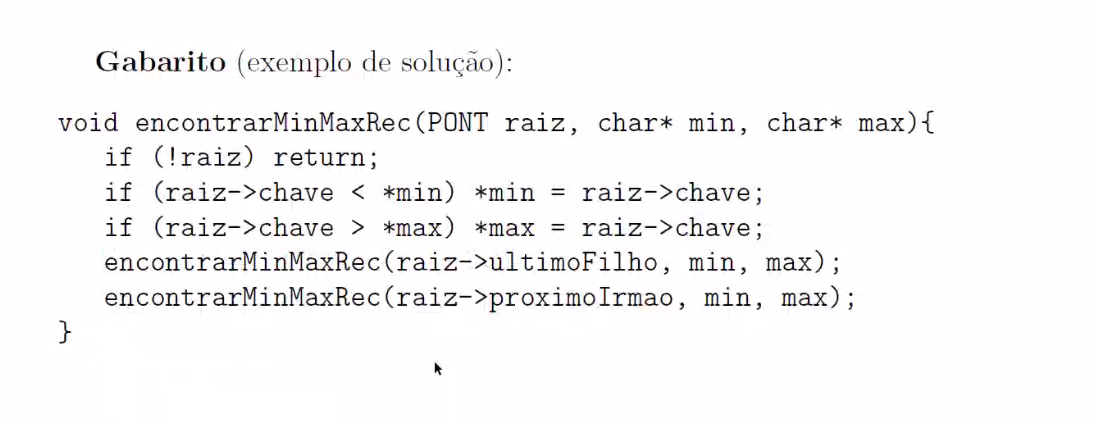 Gabarito (exemplo de solução):
void encontrarMinMaxRec(PONT raiz, char* min, char* max){
if (!raiz) return;
if (raiz->chave < *min) *min = raiz->chave;
if (raiz->chave > *max) *max = raiz->chave;
encontrarMinMaxRec(raiz->ultimoFilho, min, max);
encontrarMinMaxRec(raiz->proximoIrmao, min, max);
}